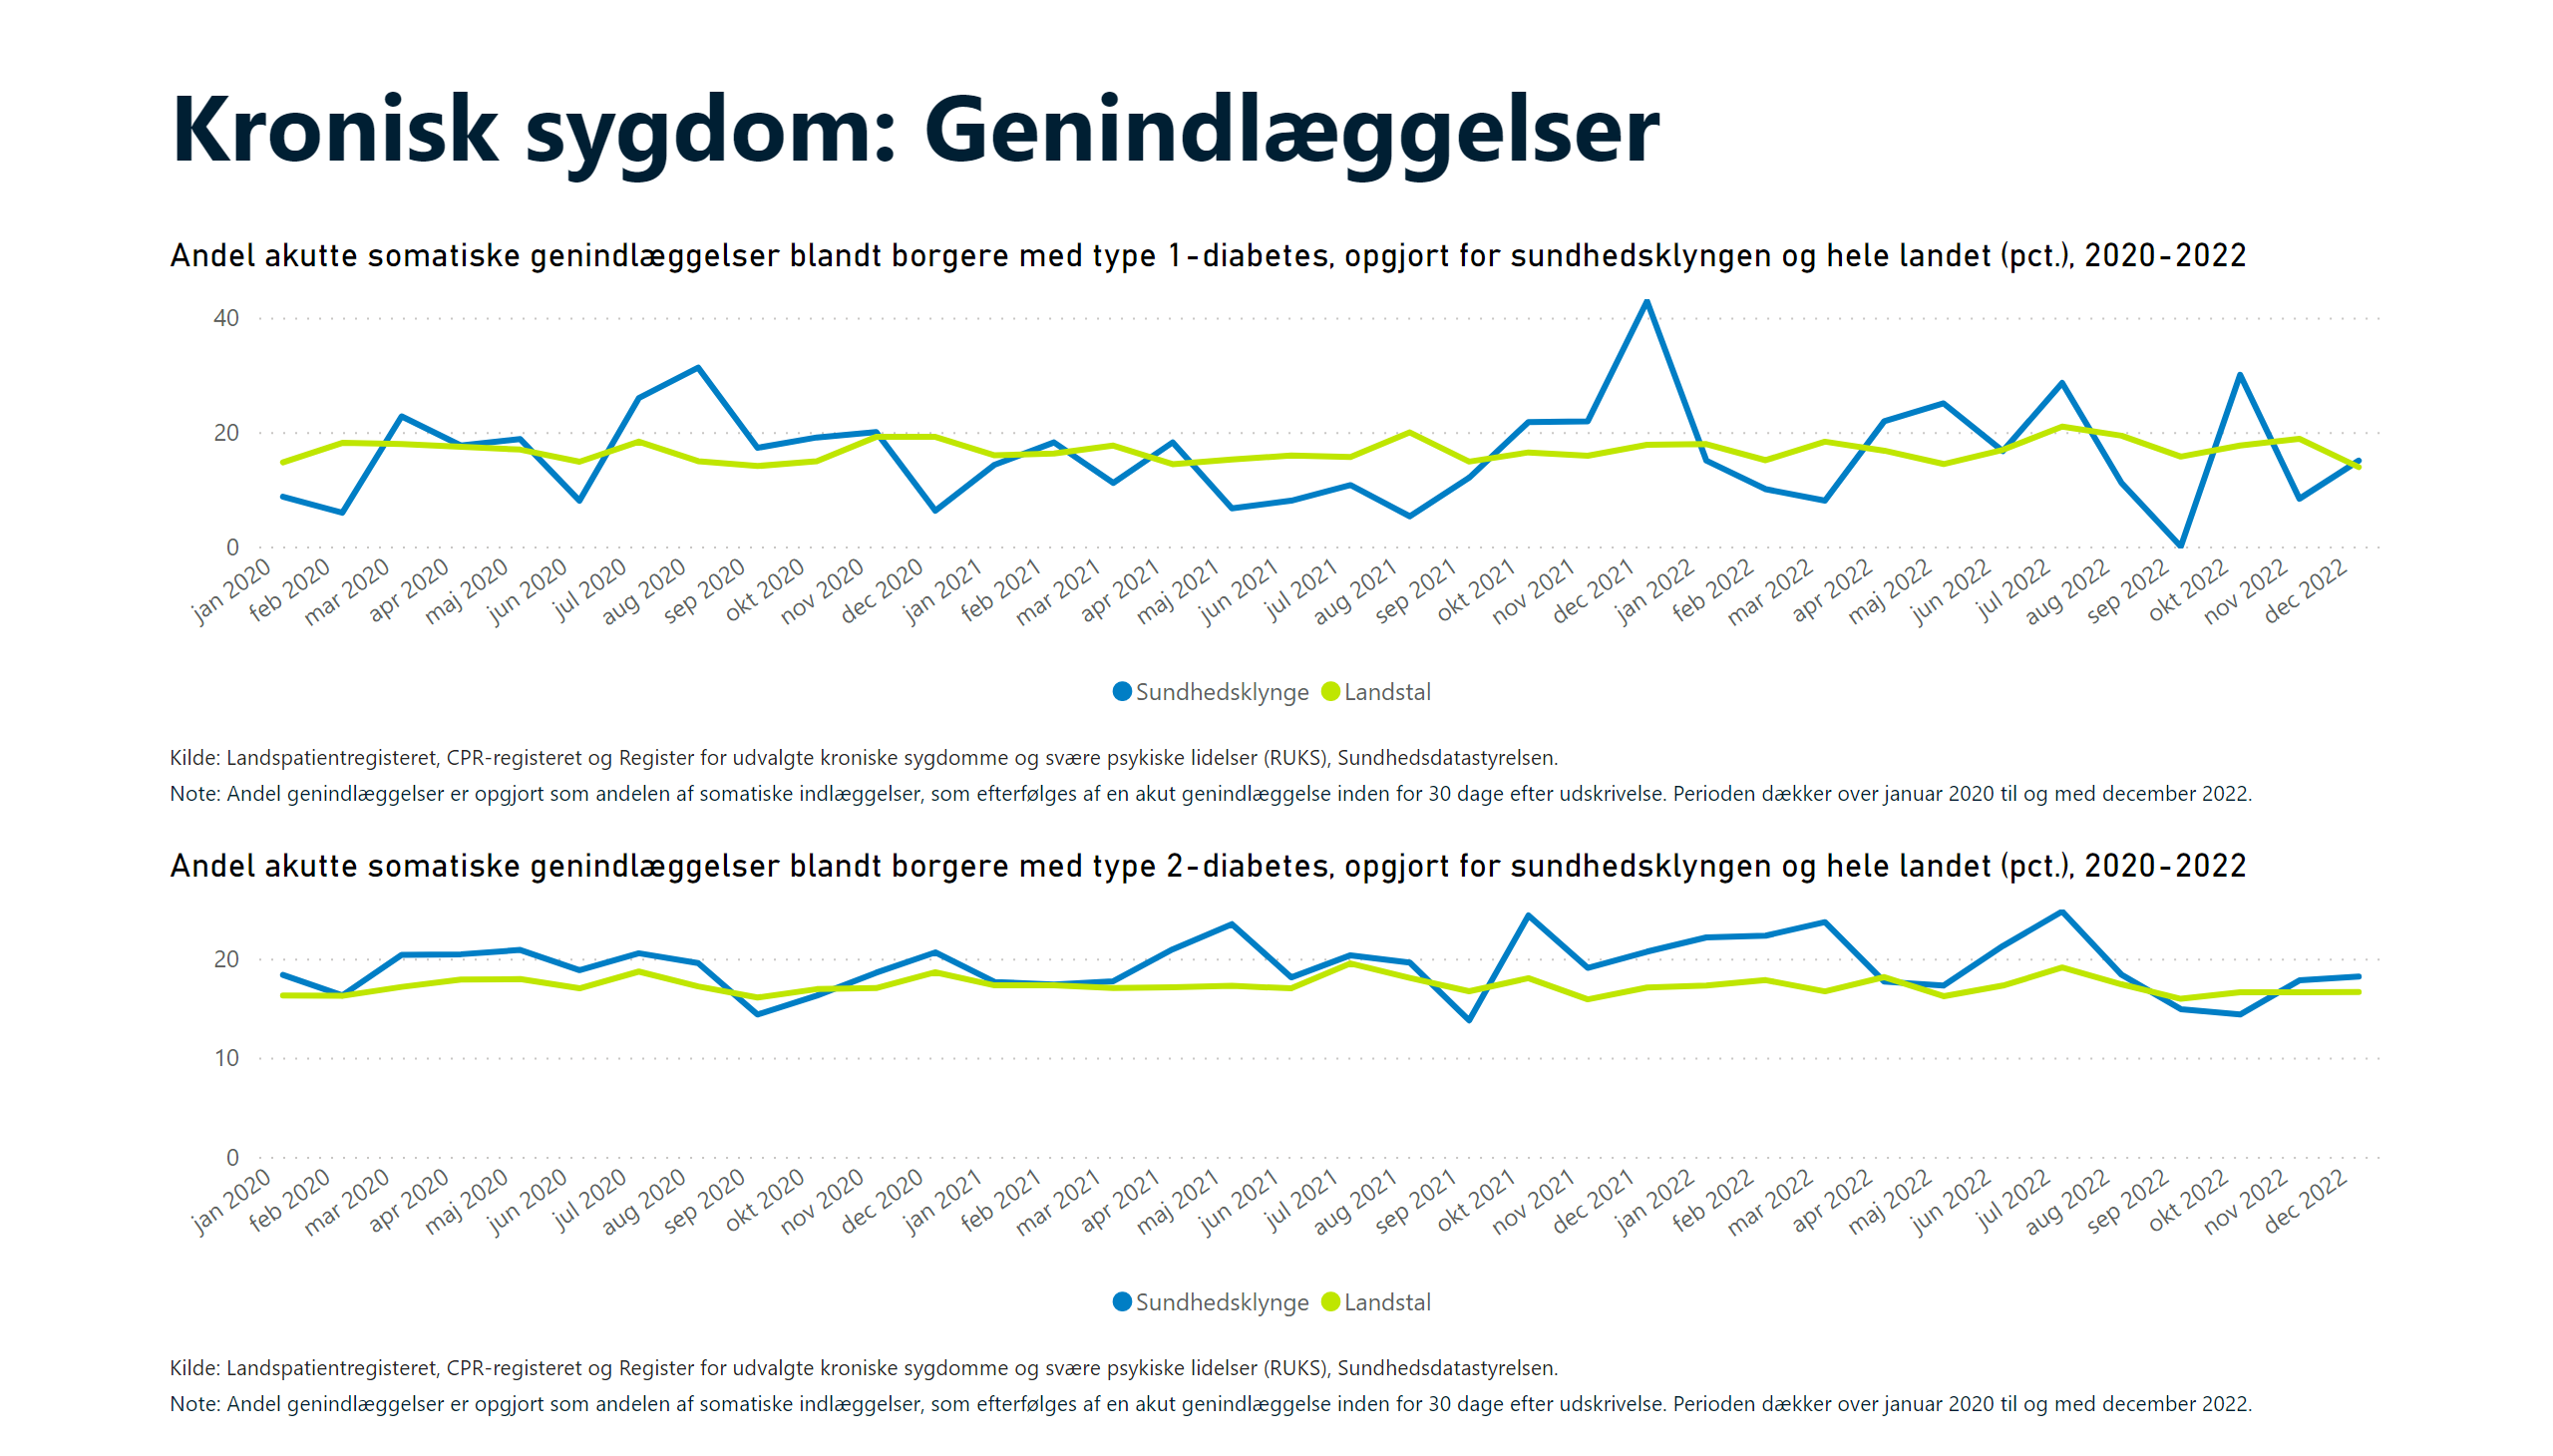 Kronisk sygdom: Genindlæggelser
Andel akutte somatiske genindlæggelser blandt borgere med type 1-diabetes, opgjort for sundhedsklyngen og hele landet (pct.), 2020-2022
40
20
0
jan 2020 feb 2020 mar 2020 apr 2020 maj 2020 jun 2020 jul 2020 aug 2020 sep 2020 okt 2020 nov 2020 dec 2020 jan 2021 feb 2021 mar 2021 apr 2021 maj 2021 jun 2021 jul 2021 aug 2021 sep 2021 okt 2021 nov 2021 dec 2021 jan 2022 feb 2022 mar 2022 apr 2022 maj 2022 jun 2022 jul 2022 aug 2022 sep 2022 okt 2022 nov 2022 dec 2022
Sundhedsklynge Landstal
Kilde: Landspatientregisteret, CPR-registeret og Register for udvalgte kroniske sygdomme og svære psykiske lidelser (RUKS), Sundhedsdatastyrelsen.
Note: Andel genindlæggelser er opgjort som andelen af somatiske indlæggelser, som efterfølges af en akut genindlæggelse inden for 30 dage efter udskrivelse. Perioden dækker over januar 2020 til og med december 2022.
Andel akutte somatiske genindlæggelser blandt borgere med type 2-diabetes, opgjort for sundhedsklyngen og hele landet (pct.), 2020-2022
20
10
0
jan 2020 feb 2020 mar 2020 apr 2020 maj 2020 jun 2020 jul 2020 aug 2020 sep 2020 okt 2020 nov 2020 dec 2020 jan 2021 feb 2021 mar 2021 apr 2021 maj 2021 jun 2021 jul 2021 aug 2021 sep 2021 okt 2021 nov 2021 dec 2021 jan 2022 feb 2022 mar 2022 apr 2022 maj 2022 jun 2022 jul 2022 aug 2022 sep 2022 okt 2022 nov 2022 dec 2022
Sundhedsklynge Landstal
Kilde: Landspatientregisteret, CPR-registeret og Register for udvalgte kroniske sygdomme og svære psykiske lidelser (RUKS), Sundhedsdatastyrelsen.
Note: Andel genindlæggelser er opgjort som andelen af somatiske indlæggelser, som efterfølges af en akut genindlæggelse inden for 30 dage efter udskrivelse. Perioden dækker over januar 2020 til og med december 2022.